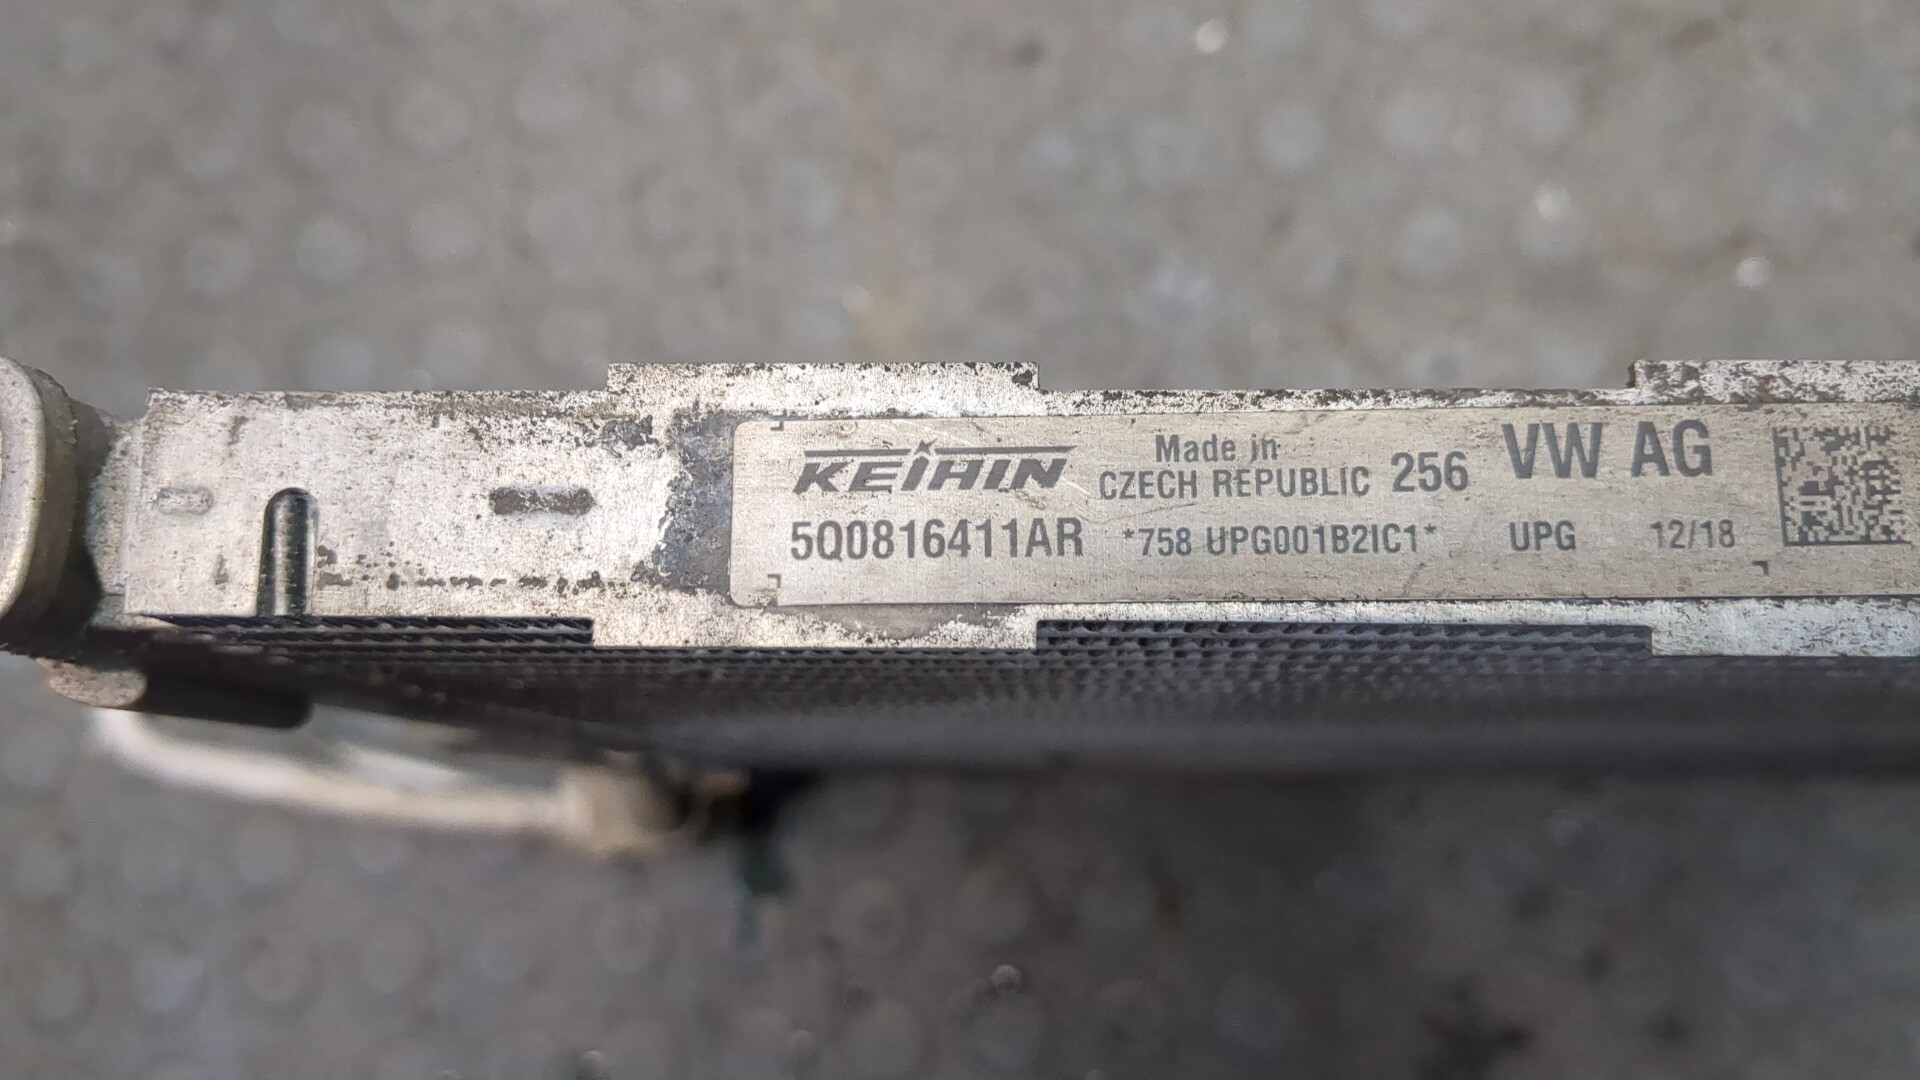 KEIHIN Made in CZECH REPUBLIC 256 VW AG
5Q0816411AR *758 UPG001B2IC1* UPG 12/18